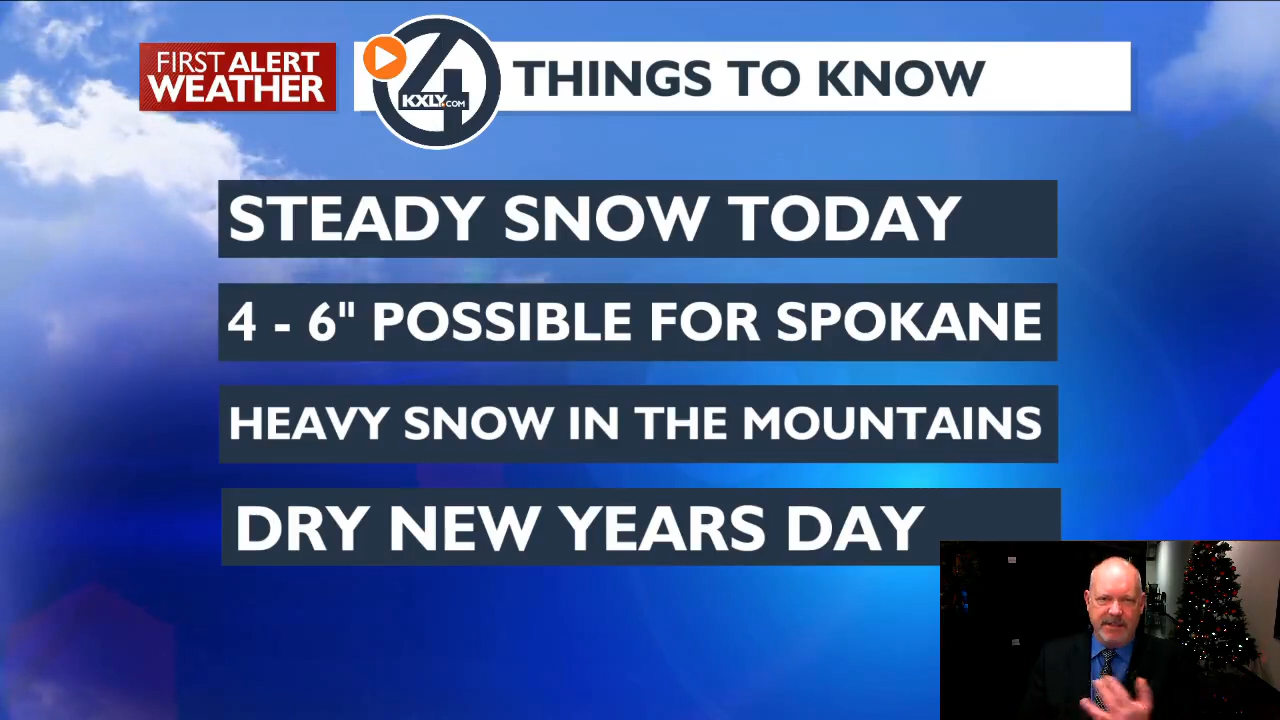 FIRST ALERT
WEATHER
4
KXLY.COM
THINGS TO KNOW
STEADY SNOW TODAY
4 - 6" POSSIBLE FOR SPOKANE
HEAVY SNOW IN THE MOUNTAINS
DRY NEW YEARS DAY